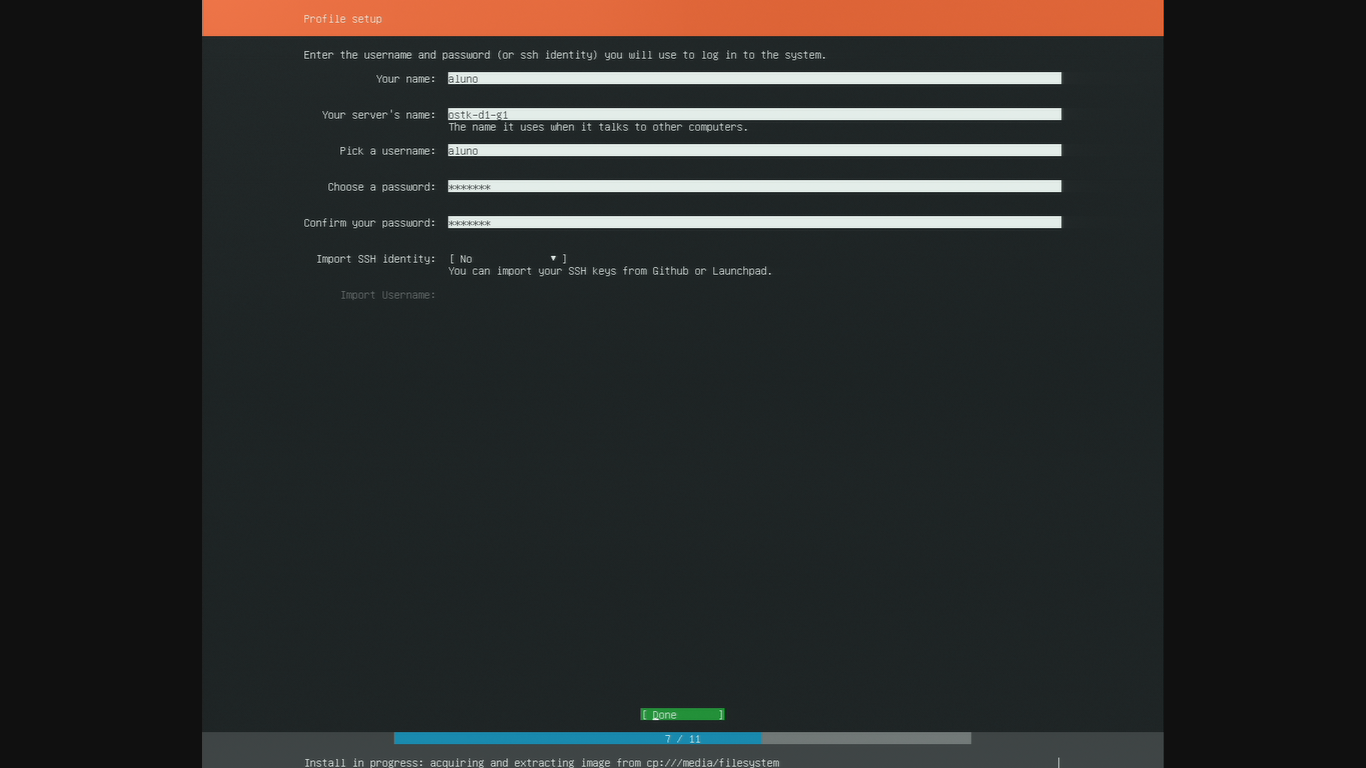 Profile setup
Enter the username and password (or ssh identity) you will use to log in to the system.
Your name: aluno
Your server's name: ostk-d1-g1
The name it uses when it talks to other computers.
Pick a username: aluno
Choose a password: *******
Confirm your password: *******
Import SSH identity: [ No ▼ ]
You can import your SSH keys from Github or Launchpad.
Import Username:
[ Done ]
7 / 11
Install in progress: acquiring and extracting image from cp:///media/filesystem |